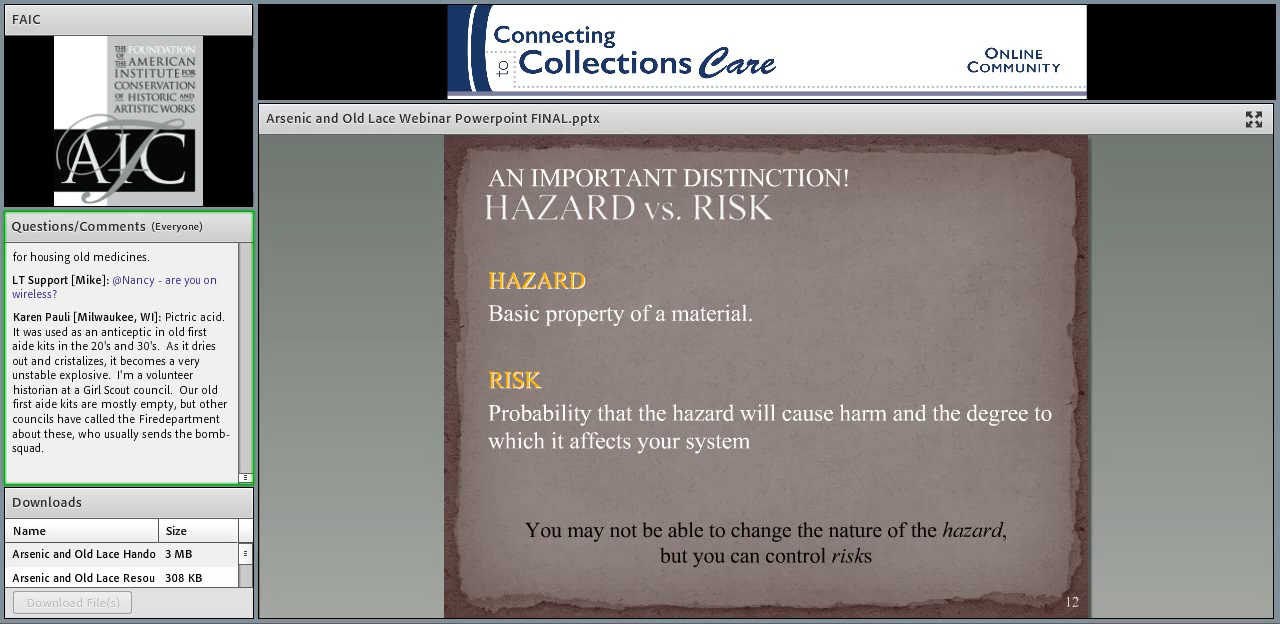 FAIC
THE FOUNDATION
OF THE AMERICAN
INSTITUTE FOR
CONSERVATION
OF HISTORIC AND
ARTISTIC WORKS
FAIC
Questions/Comments (Everyone)
for housing old medicines.
LT Support [Mike]: @Nancy - are you on
wireless?
Karen Pauli [Milwaukee, WI]: Pictric acid.
It was used as an anticeptic in old first
aide kits in the 20's and 30's. As it dries
out and cristalizes, it becomes a very
unstable explosive. I'm a volunteer
historian at a Girl Scout council. Our old
first aide kits are mostly empty, but other
councils have called the Firedepartment
about these, who usually sends the bomb-
squad.
Downloads
Name Size
Arsenic and Old Lace Hando 3 MB
Arsenic and Old Lace Resou 308 KB
Download File(s)
Connecting
to Collections Care
ONLINE
COMMUNITY
Arsenic and Old Lace Webinar Powerpoint FINAL.pptx
AN IMPORTANT DISTINCTION!
HAZARD vs. RISK
HAZARD
Basic property of a material.
RISK
Probability that the hazard will cause harm and the degree to
which it affects your system
You may not be able to change the nature of the hazard,
but you can control risks
12